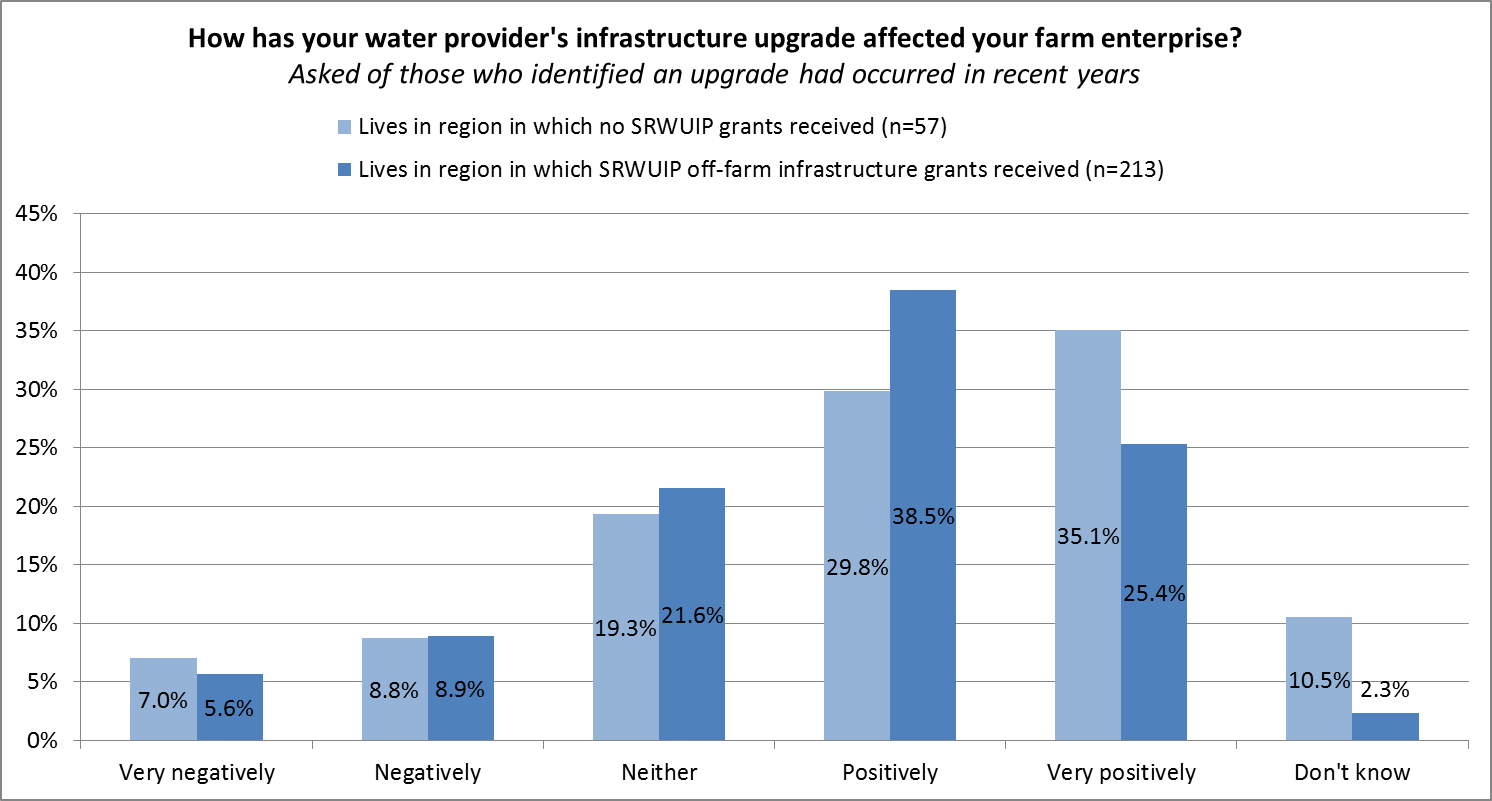 How has your water provider's infrastructure upgrade affected your farm enterprise?
Asked of those who identified an upgrade had occurred in recent years
Lives in region in which no SRWUIP grants received (n=57)
Lives in region in which SRWUIP off-farm infrastructure grants received (n=213)
45%
40%
35%
30%
25%
20%
15%
10%
5%
0%
7.0%
5.6%
8.8%
8.9%
19.3%
21.6%
29.8%
38.5%
35.1%
25.4%
10.5%
2.3%
Very negatively
Negatively
Neither
Positively
Very positively
Don't know